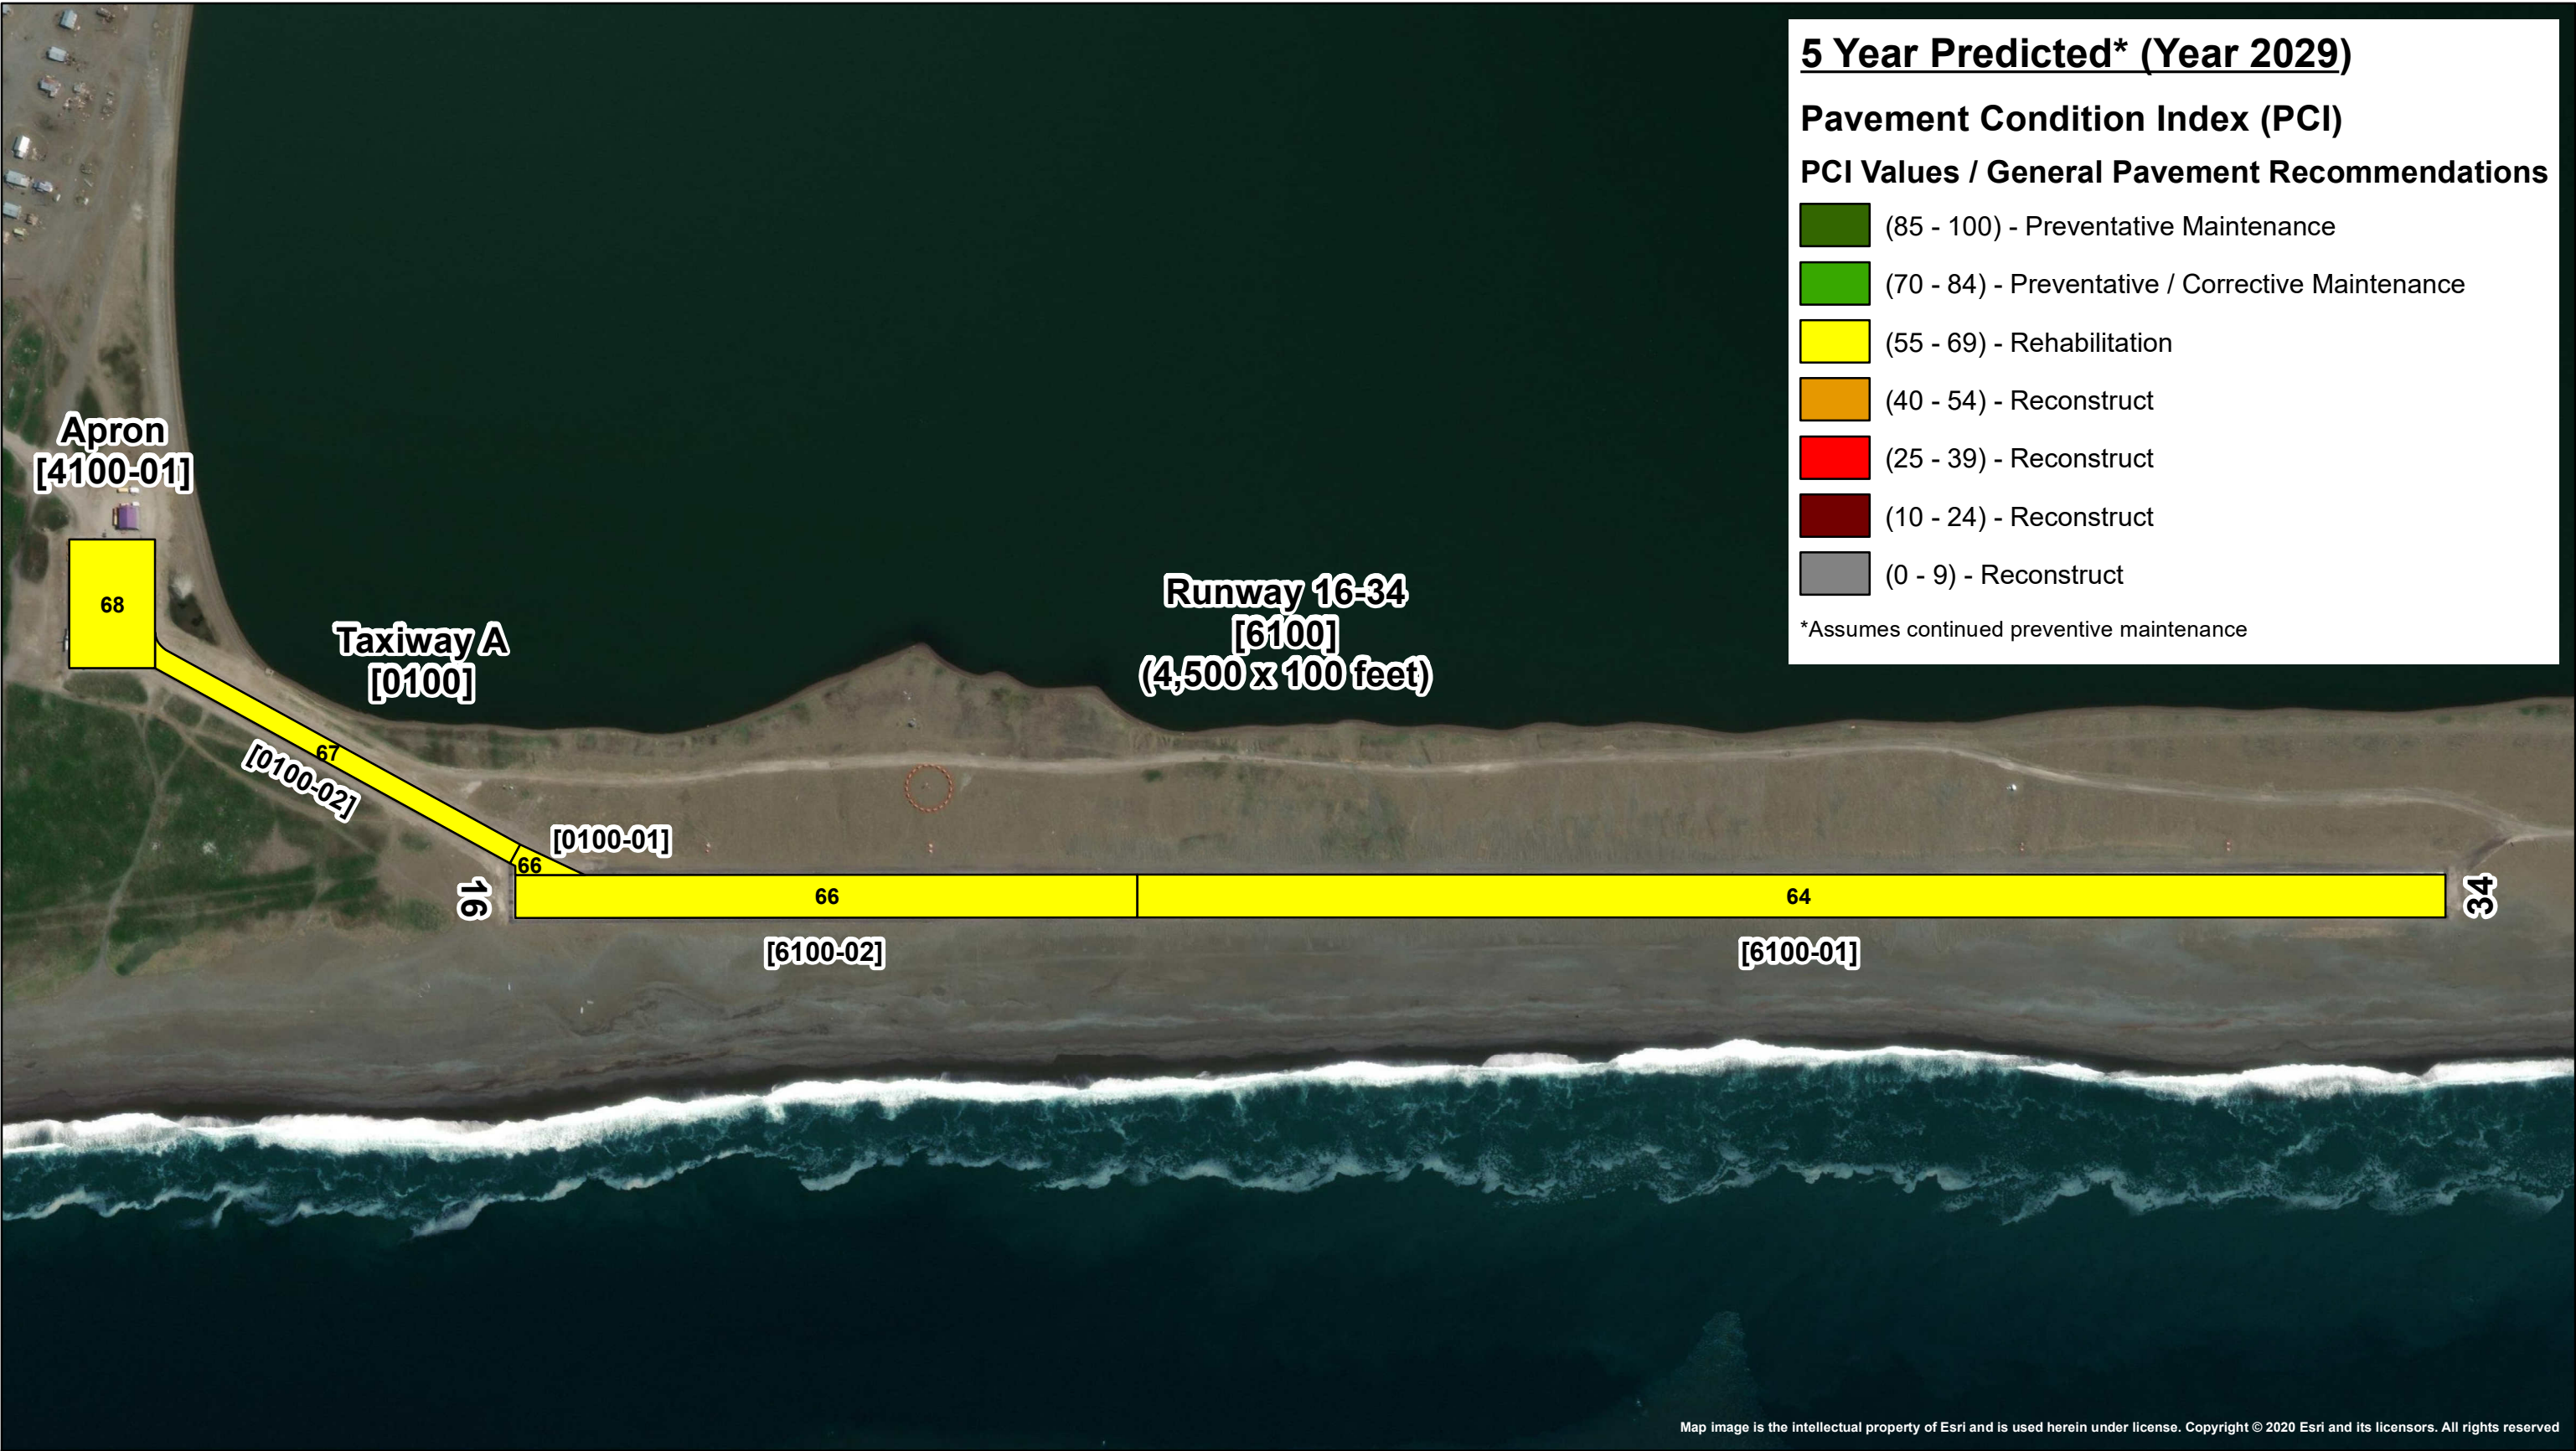 5 Year Predicted* (Year 2029)
Pavement Condition Index (PCI)
PCI Values / General Pavement Recommendations
(85 - 100) - Preventative Maintenance
(70 - 84) - Preventative / Corrective Maintenance
(55 - 69) - Rehabilitation
(40 - 54) - Reconstruct
(25 - 39) - Reconstruct
(10 - 24) - Reconstruct
(0 - 9) - Reconstruct
*Assumes continued preventive maintenance
Apron
[4100-01]
68
Taxiway A
[0100]
67
[0100-02]
[0100-01]
66
Runway 16-34
[6100]
(4,500 x 100 feet)
16
66
64
34
[6100-02]
[6100-01]
Map image is the intellectual property of Esri and is used herein under license. Copyright © 2020 Esri and its licensors. All rights reserved